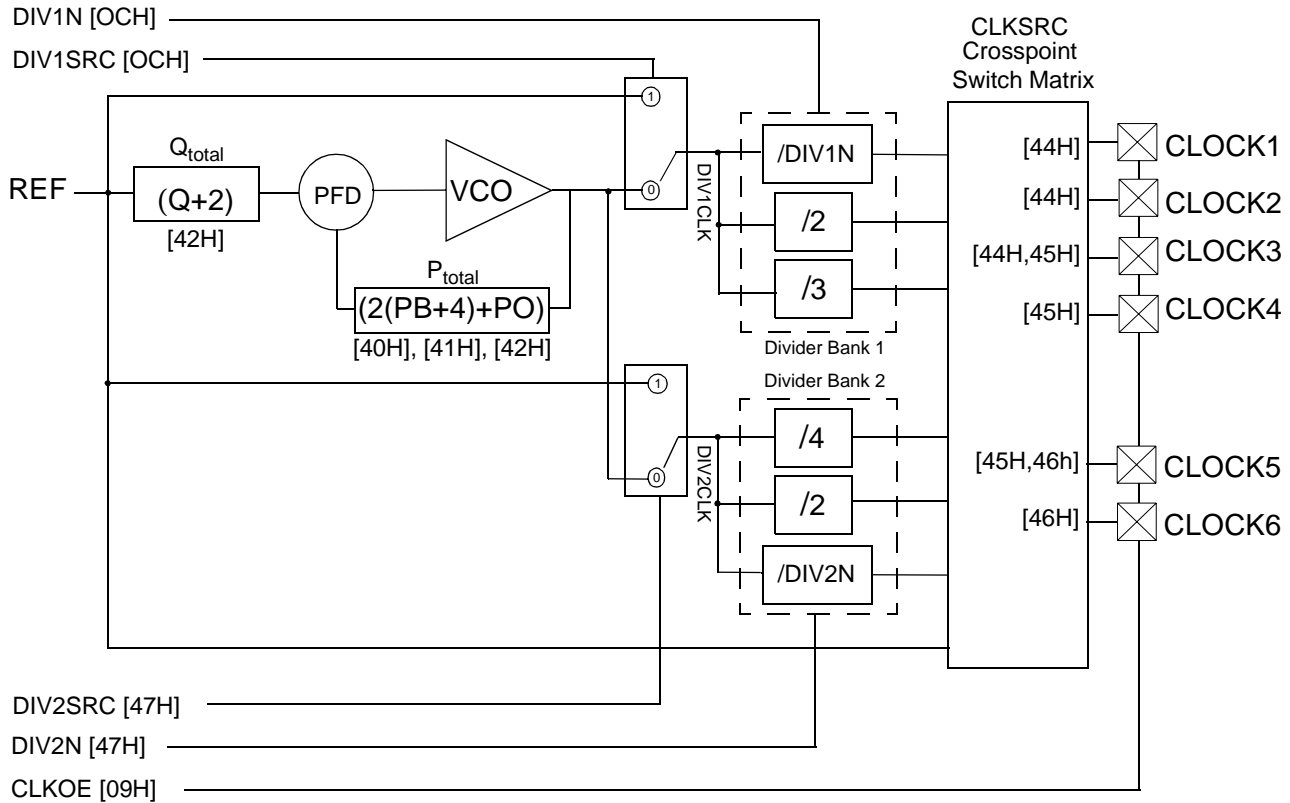 DIV1N [OCH]
DIV1SRC [OCH]
CLKSRC
Crosspoint
Switch Matrix
REF
Qtotal
(Q+2)
[42H]
PFD
VCO
Ptotal
(2(PB+4)+PO)
[40H], [41H], [42H]
1
0
DIV1CLK
/DIV1N
/2
/3
Divider Bank 1
Divider Bank 2
1
0
DIV2CLK
/4
/2
/DIV2N
[44H]
[44H]
[44H,45H]
[45H]
[45H,46h]
[46H]
CLOCK1
CLOCK2
CLOCK3
CLOCK4
CLOCK5
CLOCK6
DIV2SRC [47H]
DIV2N [47H]
CLKOE [09H]